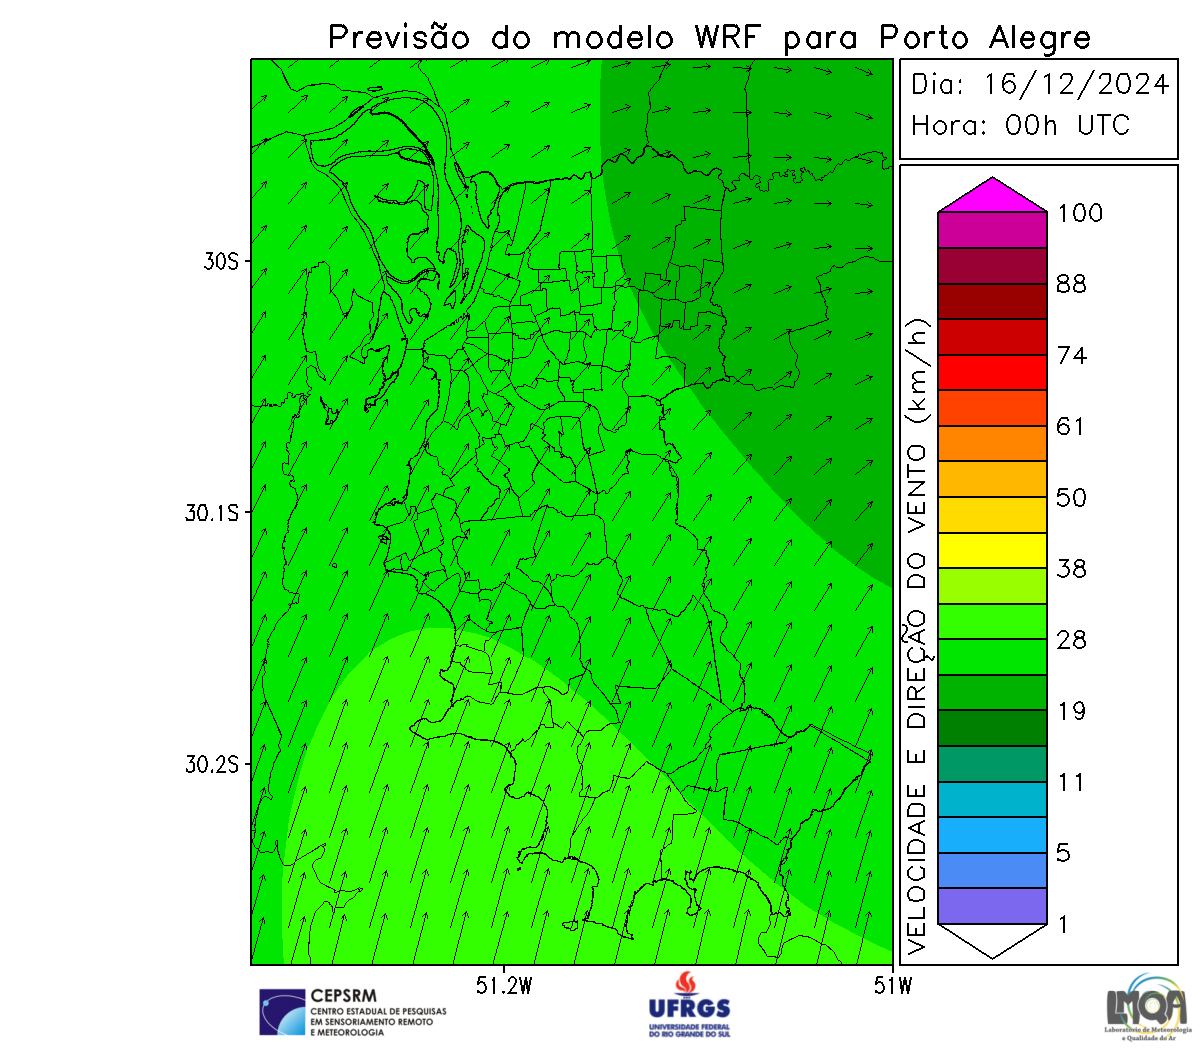 Previsão do modelo WRF para Porto Alegre
Dia: 16/12/2024
Hora: 00h UTC
30S
30.1S
30.2S
51.2W
51W
VELOCIDADE E DIREÇÃO DO VENTO (km/h)
100
88
74
61
50
38
28
19
11
5
1
CEPSRM
CENTRO ESTADUAL DE PESQUISAS
EM SENSORIAMENTO REMOTO
E METEOROLOGIA
UFRGS
UNIVERSIDADE FEDERAL
DO RIO GRANDE DO SUL
LMQA
Laboratório de Meteorologia
e Qualidade do Ar